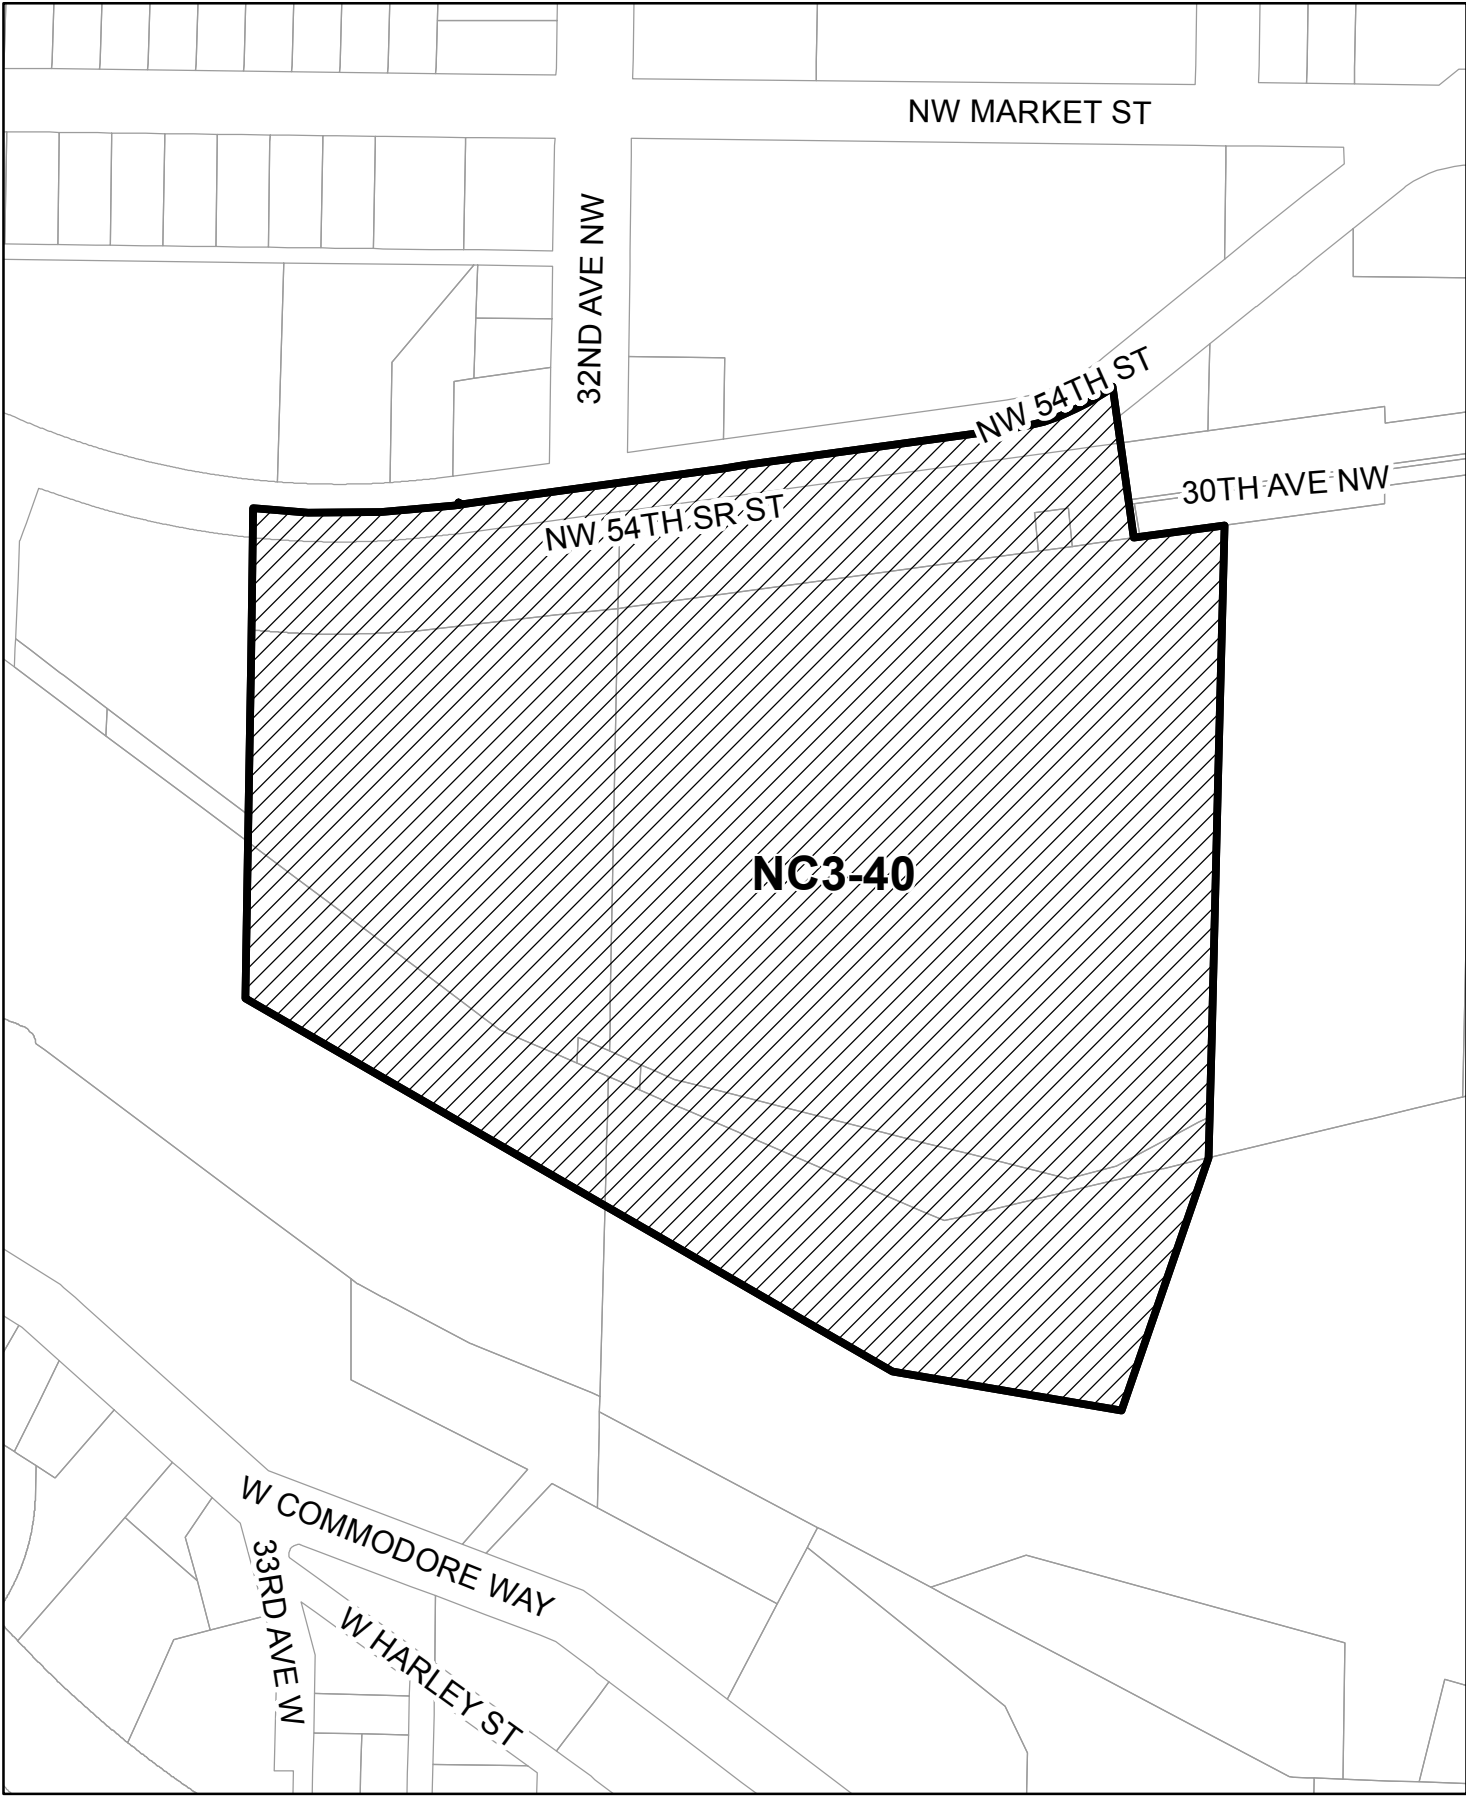 NW MARKET ST
32ND AVE NW
NW 54TH ST
30TH AVE NW
NW 54TH SR ST
NC3-40
W COMMODORE WAY
33RD AVE W
W HARLEY ST